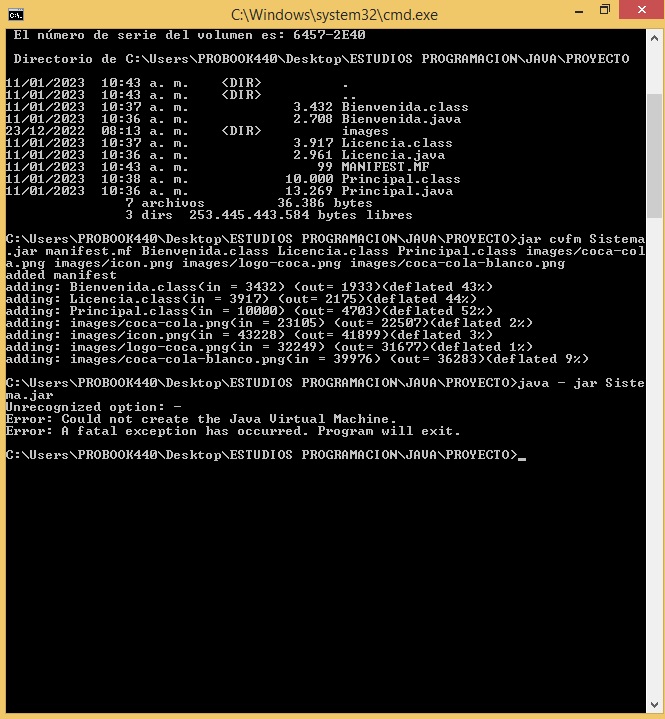 C:\Windows\system32\cmd.exe
El número de serie del volumen es: 6457-2E40
Directorio de C:\Users\PROBOOK440\Desktop\ESTUDIOS PROGRAMACION\JAVA\PROYECTO
11/01/2023  10:43 a. m.    <DIR>          .
11/01/2023  10:43 a. m.    <DIR>          ..
11/01/2023  10:37 a. m.             3.432 Bienvenida.class
11/01/2023  10:36 a. m.             2.708 Bienvenida.java
23/12/2022  08:13 a. m.    <DIR>          images
11/01/2023  10:37 a. m.             3.917 Licencia.class
11/01/2023  10:36 a. m.             2.961 Licencia.java
11/01/2023  10:43 a. m.                99 MANIFEST.MF
11/01/2023  10:38 a. m.            10.000 Principal.class
11/01/2023  10:36 a. m.            13.269 Principal.java
7 archivos         36.386 bytes
3 dirs  253.445.443.584 bytes libres
C:\Users\PROBOOK440\Desktop\ESTUDIOS PROGRAMACION\JAVA\PROYECTO>jar cvfm Sistema
.jar manifest.mf Bienvenida.class Licencia.class Principal.class images/coca-col
a.png images/icon.png images/logo-coca.png images/coca-cola-blanco.png
added manifest
adding: Bienvenida.class(in = 3432) (out= 1933)(deflated 43%)
adding: Licencia.class(in = 3917) (out= 2175)(deflated 44%)
adding: Principal.class(in = 10000) (out= 4703)(deflated 52%)
adding: images/coca-cola.png(in = 23105) (out= 22507)(deflated 2%)
adding: images/icon.png(in = 43228) (out= 41899)(deflated 3%)
adding: images/logo-coca.png(in = 32249) (out= 31677)(deflated 1%)
adding: images/coca-cola-blanco.png(in = 39976) (out= 36283)(deflated 9%)
C:\Users\PROBOOK440\Desktop\ESTUDIOS PROGRAMACION\JAVA\PROYECTO>java - jar Siste
ma.jar
Unrecognized option: -
Error: Could not create the Java Virtual Machine.
Error: A fatal exception has occurred. Program will exit.
C:\Users\PROBOOK440\Desktop\ESTUDIOS PROGRAMACION\JAVA\PROYECTO>_